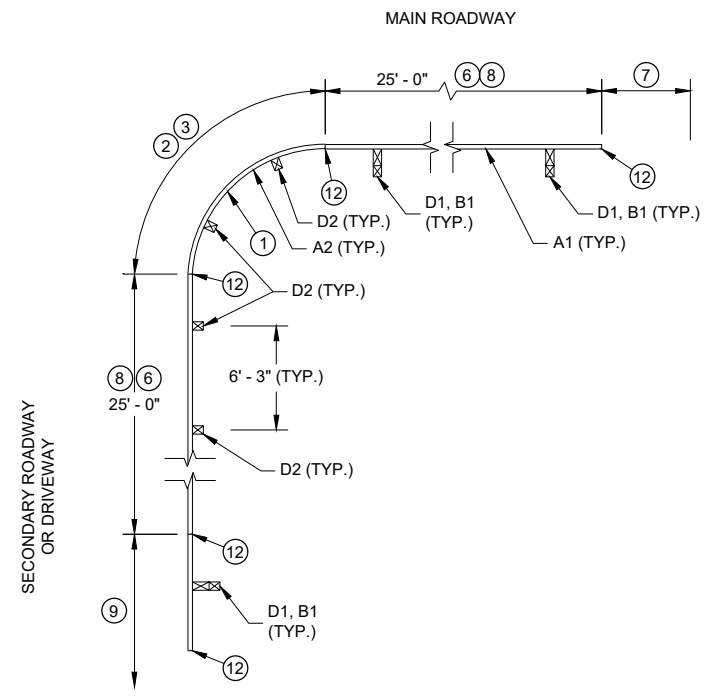 MAIN ROADWAY
25' - 0"
6
8
7
2
3
12
D1, B1
(TYP.)
12
D1, B1 (TYP.)
A1 (TYP.)
D2 (TYP.)
A2 (TYP.)
1
12
D2 (TYP.)
8
6
25' - 0"
6' - 3" (TYP.)
D2 (TYP.)
SECONDARY ROADWAY
OR DRIVEWAY
12
9
D1, B1
(TYP.)
12